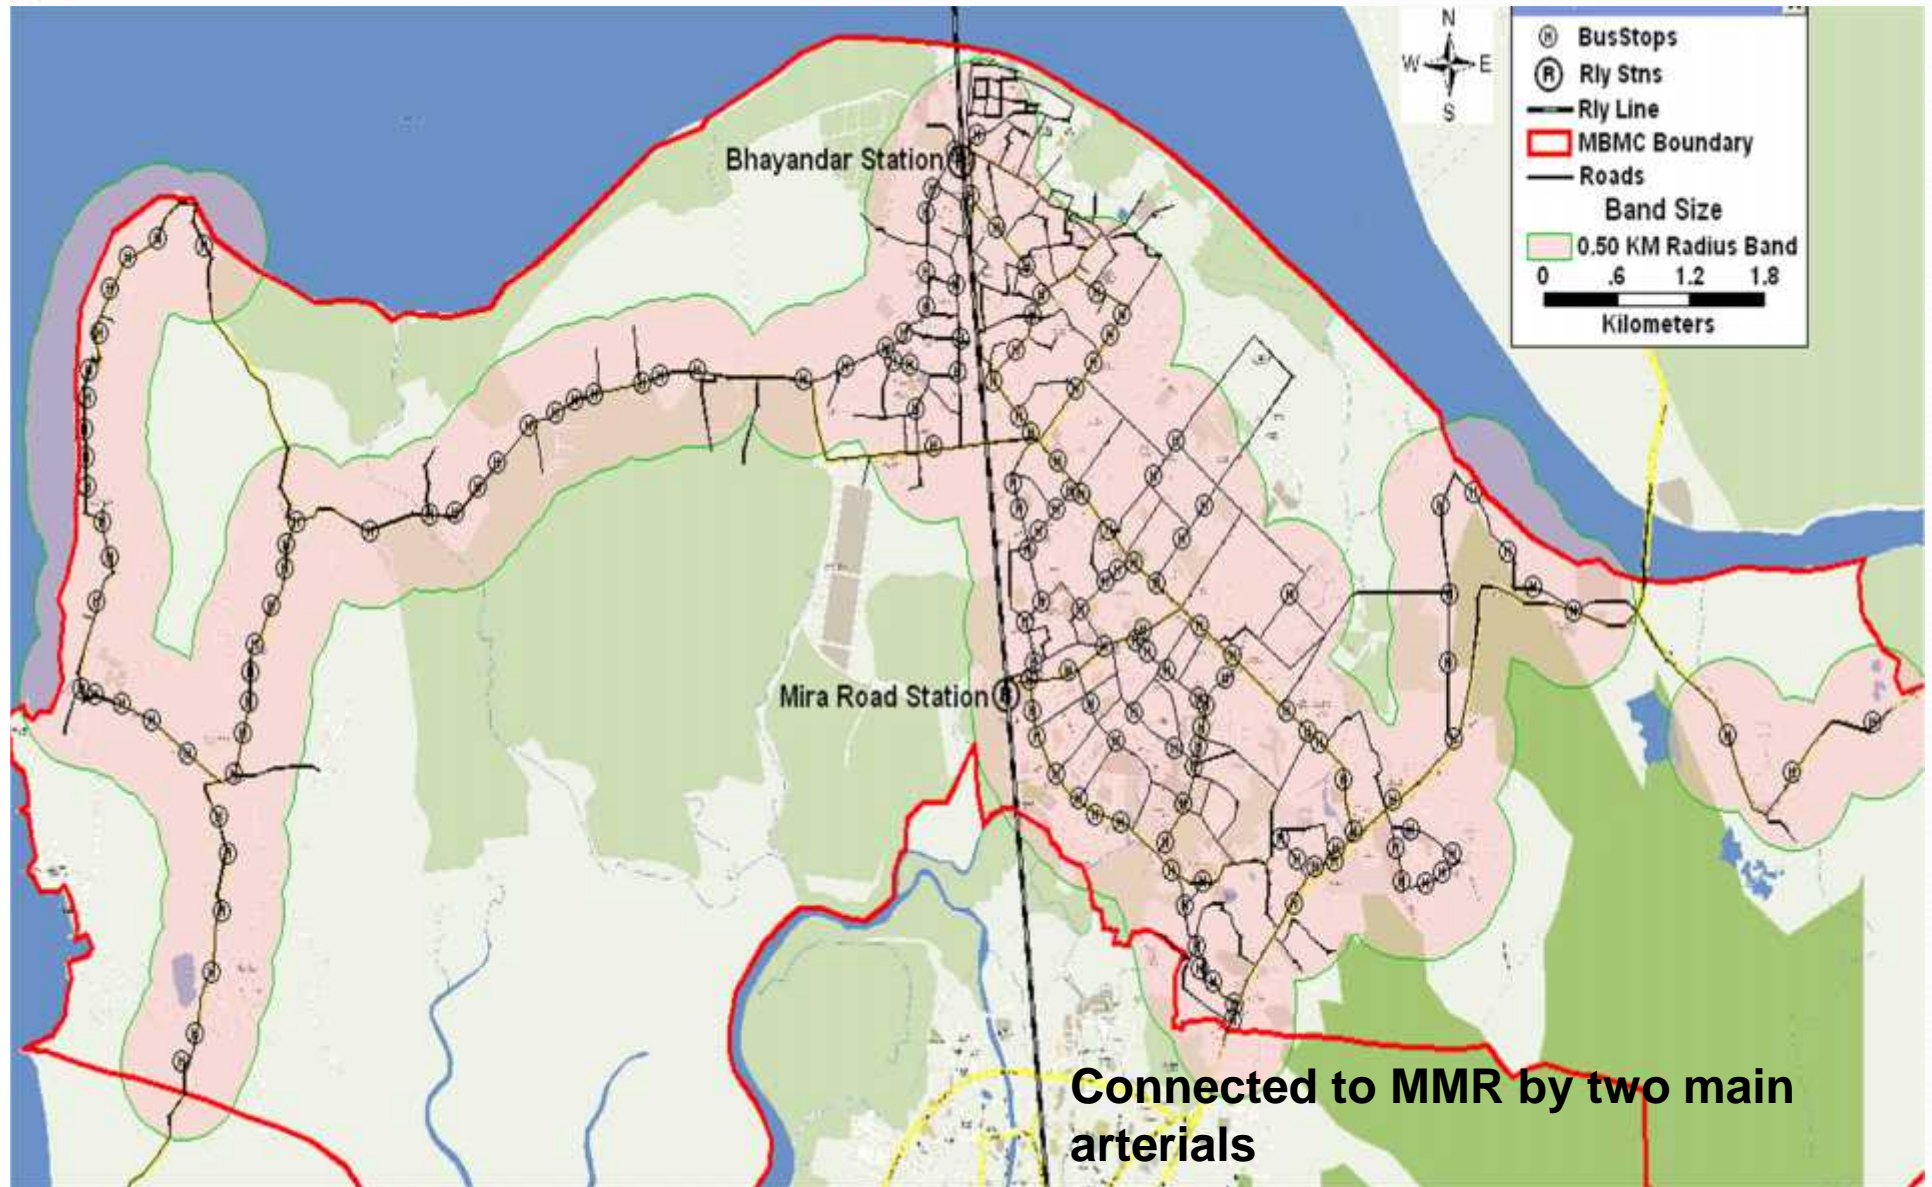 N
W E
S
BusStops
R Rly Stns
Rly Line
MBMC Boundary
Roads
Band Size
0.50 KM Radius Band
0 .6 1.2 1.8
Kilometers
Bhayandar Station
Mira Road Station
Connected to MMR by two main
arterials